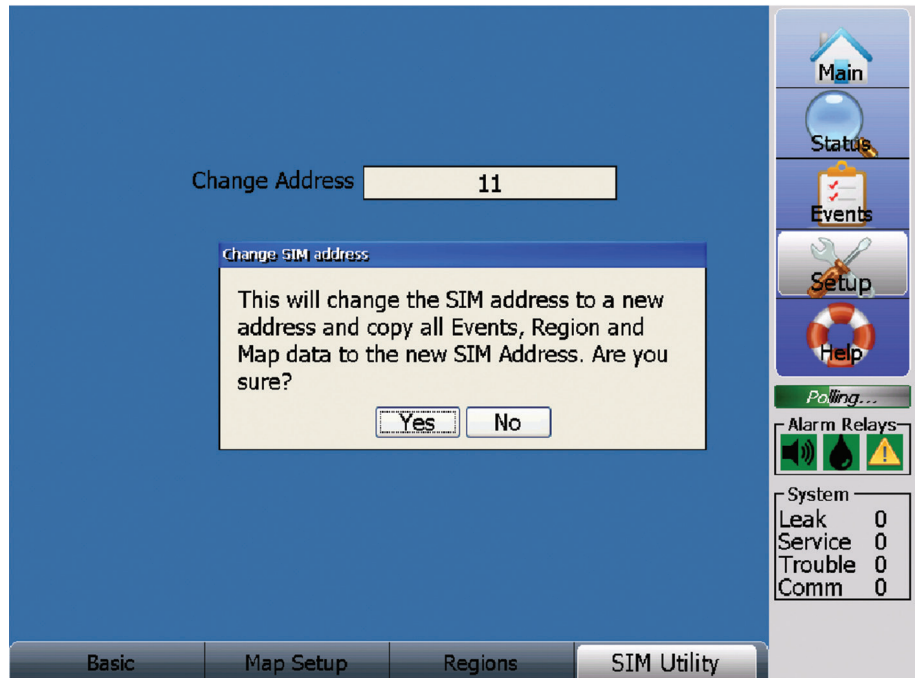 Change Address 11
Change SIM address
This will change the SIM address to a new
address and copy all Events, Region and
Map data to the new SIM Address. Are you
sure?
Yes No
Main
Status
Events
Setup
Help
Polling...
Alarm Relays
System
Leak 0
Service 0
Trouble 0
Comm 0
Basic Map Setup Regions SIM Utility